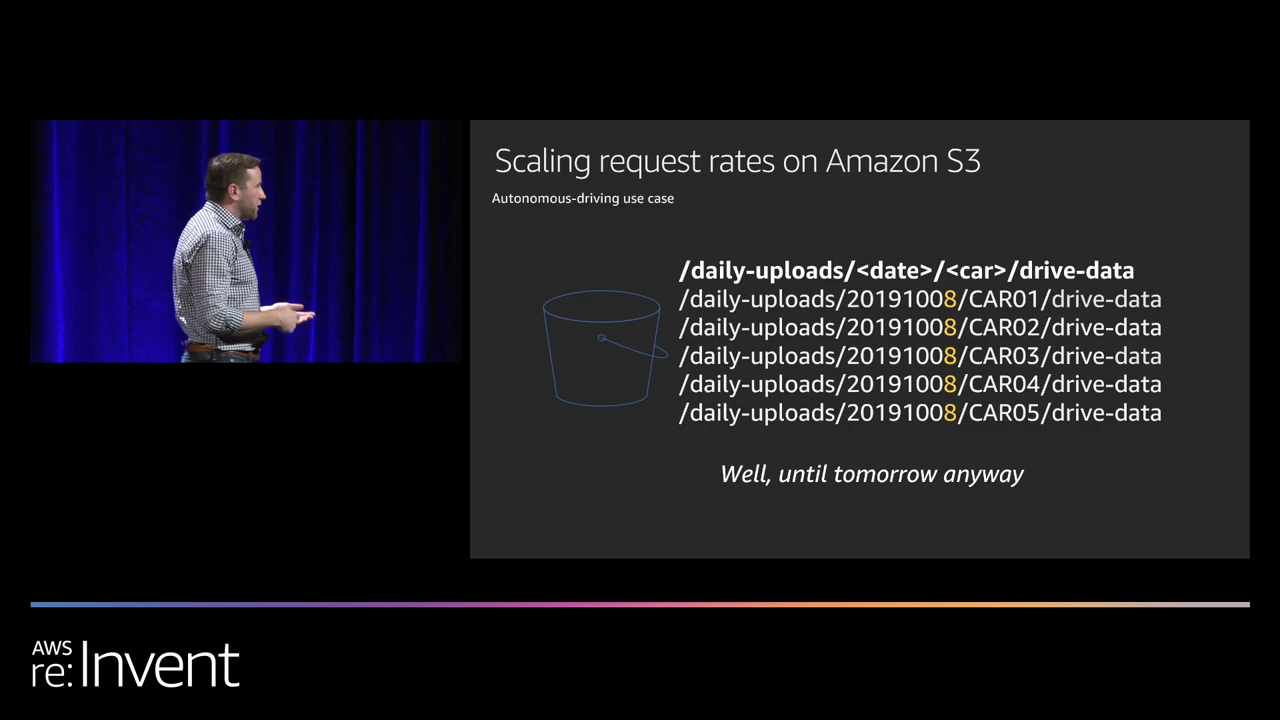 Scaling request rates on Amazon S3
Autonomous-driving use case
/daily-uploads/<date>/<car>/drive-data
/daily-uploads/20191008/CAR01/drive-data
/daily-uploads/20191008/CAR02/drive-data
/daily-uploads/20191008/CAR03/drive-data
/daily-uploads/20191008/CAR04/drive-data
/daily-uploads/20191008/CAR05/drive-data
Well, until tomorrow anyway
AWS
re:Invent